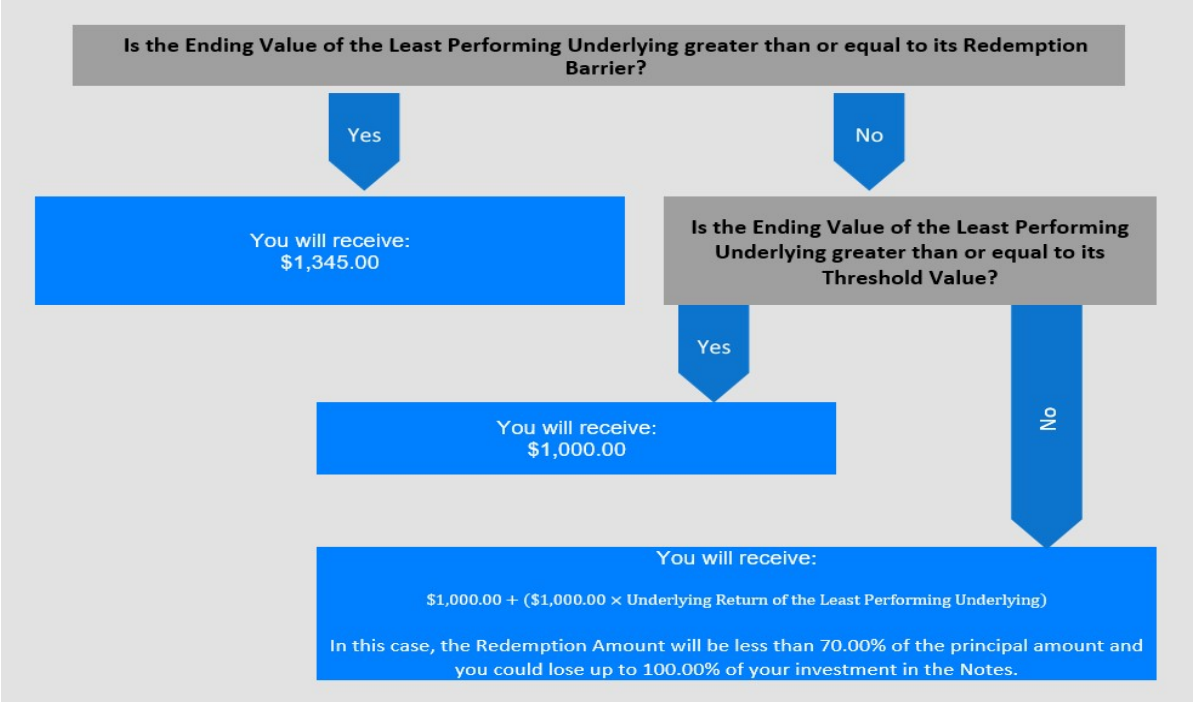 Is the Ending Value of the Least Performing Underlying greater than or equal to its Redemption
Barrier?
Yes
No
You will receive:
$1,345.00
Is the Ending Value of the Least Performing
Underlying greater than or equal to its
Threshold Value?
Yes
No
You will receive:
$1,000.00
You will receive:
$1,000.00 + ($1,000.00 × Underlying Return of the Least Performing Underlying)
In this case, the Redemption Amount will be less than 70.00% of the principal amount and
you could lose up to 100.00% of your investment in the Notes.